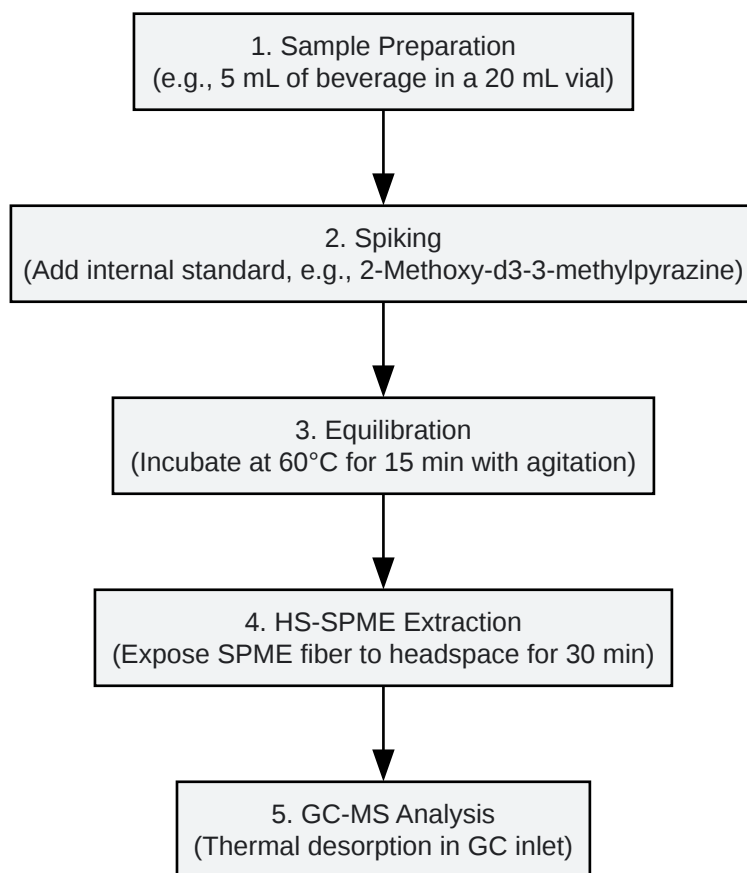 1. Sample Preparation
(e.g., 5 mL of beverage in a 20 mL vial)
2. Spiking
(Add internal standard, e.g., 2-Methoxy-d3-3-methylpyrazine)
3. Equilibration
(Incubate at 60°C for 15 min with agitation)
4. HS-SPME Extraction
(Expose SPME fiber to headspace for 30 min)
5. GC-MS Analysis
(Thermal desorption in GC inlet)